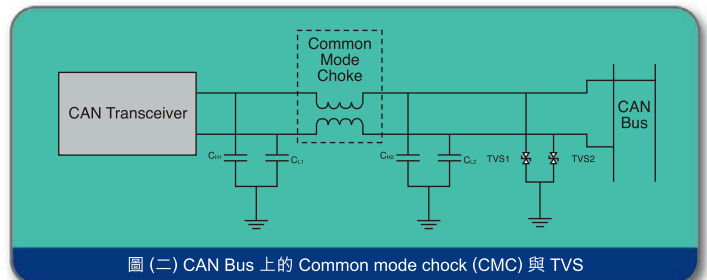 Common
Mode
Choke
CAN Transceiver
CAN
Bus
CH1
CL1
CH2
CL2
TVS1
TVS2
圖 (二) CAN Bus 上的 Common mode chock (CMC) 與 TVS